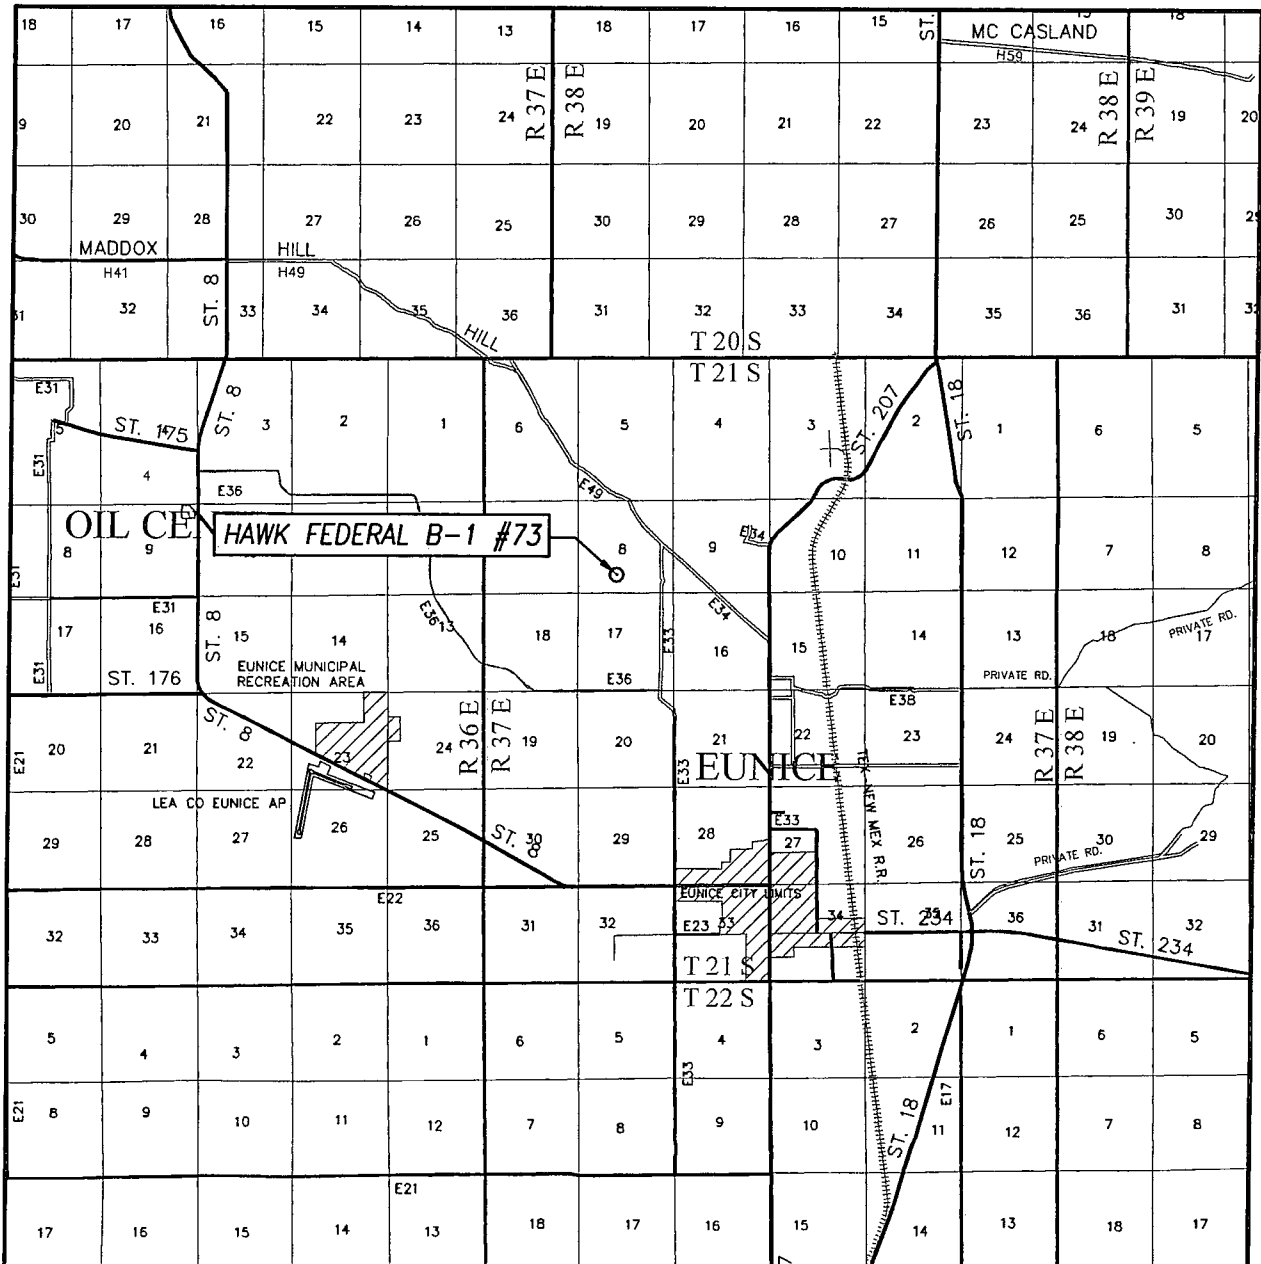 18 17 16 15 14 13 18 17 16 15 ST. MC CASLAND 18
H59
R 37 E R 38 E R 38 E R 39 E
9 20 21 22 23 24 19 20 21 22 23 24 19 20
30 29 28 27 26 25 30 29 28 27 26 25 30 29
MADDOX HILL
H41 H49
ST. 8
31 32 33 34 35 36 31 32 33 34 35 36 31 32
HILL
T 20 S
T 21 S
E31 ST. 8 ST. 207 ST. 18
5 ST. 175 3 2 1 6 5 4 3 2 1 6 5
E31 4 E36 E49
OIL CE
HAWK FEDERAL B-1 #73
E34
8 9 8 9 10 11 12 7 8
E31
E31 E36 E34
17 16 15 14 13 18 17 16 15 14 13 18 17
ST. 8 E33 PRIVATE RD.
E31 ST. 176 EUNICE MUNICIPAL
RECREATION AREA
E36 PRIVATE RD.
E38
ST. 8 R 36 E R 37 E R 37 E R 38 E
20 21 22 23 24 19 20 21 22 23 24 19 20
E21 E33 EUNICE
TEX NEW MEX R.R.
LEA CO EUNICE AP
29 28 27 26 25 30 29 28 27 26 25 30 29
ST. 8 E33 ST. 18 PRIVATE RD.
E22 EUNICE CITY LIMITS
32 33 34 35 36 31 32 33 34 35 36 31 32
E23 ST. 234 ST. 234
T 21 S
T 22 S
5 4 3 2 1 6 5 4 3 2 1 6 5
E33
E21 E17
8 9 10 11 12 7 8 9 10 11 12 7 8
ST. 18
E21
17 16 15 14 13 18 17 16 15 14 13 18 17